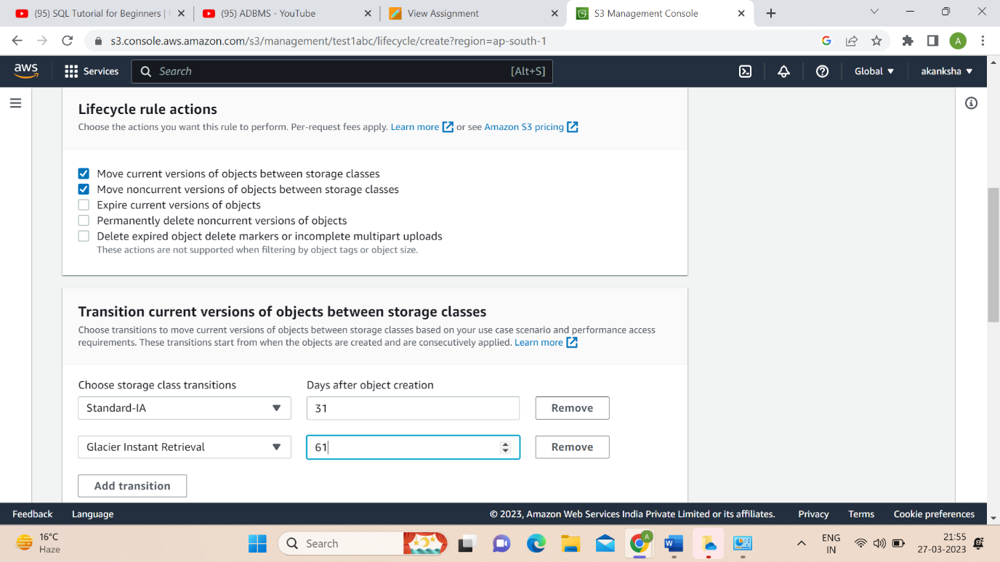 (95) SQL Tutorial for Beginners |
(95) ADBMS - YouTube
View Assignment
S3 Management Console
s3.console.aws.amazon.com/s3/management/test1abc/lifecycle/create?region=ap-south-1
G
A
aws
Services
Search
[Alt+S]
Global
akanksha
Lifecycle rule actions
Choose the actions you want this rule to perform. Per-request fees apply. Learn more or see Amazon S3 pricing
Move current versions of objects between storage classes
Move noncurrent versions of objects between storage classes
Expire current versions of objects
Permanently delete noncurrent versions of objects
Delete expired object delete markers or incomplete multipart uploads
These actions are not supported when filtering by object tags or object size.
Transition current versions of objects between storage classes
Choose transitions to move current versions of objects between storage classes based on your use case scenario and performance access
requirements. These transitions start from when the objects are created and are consecutively applied. Learn more
Choose storage class transitions
Days after object creation
Standard-IA
31
Remove
Glacier Instant Retrieval
61
Remove
Add transition
Feedback
Language
© 2023, Amazon Web Services India Private Limited or its affiliates.
Privacy
Terms
Cookie preferences
16°C
Haze
Search
A
ENG
IN
21:55
27-03-2023